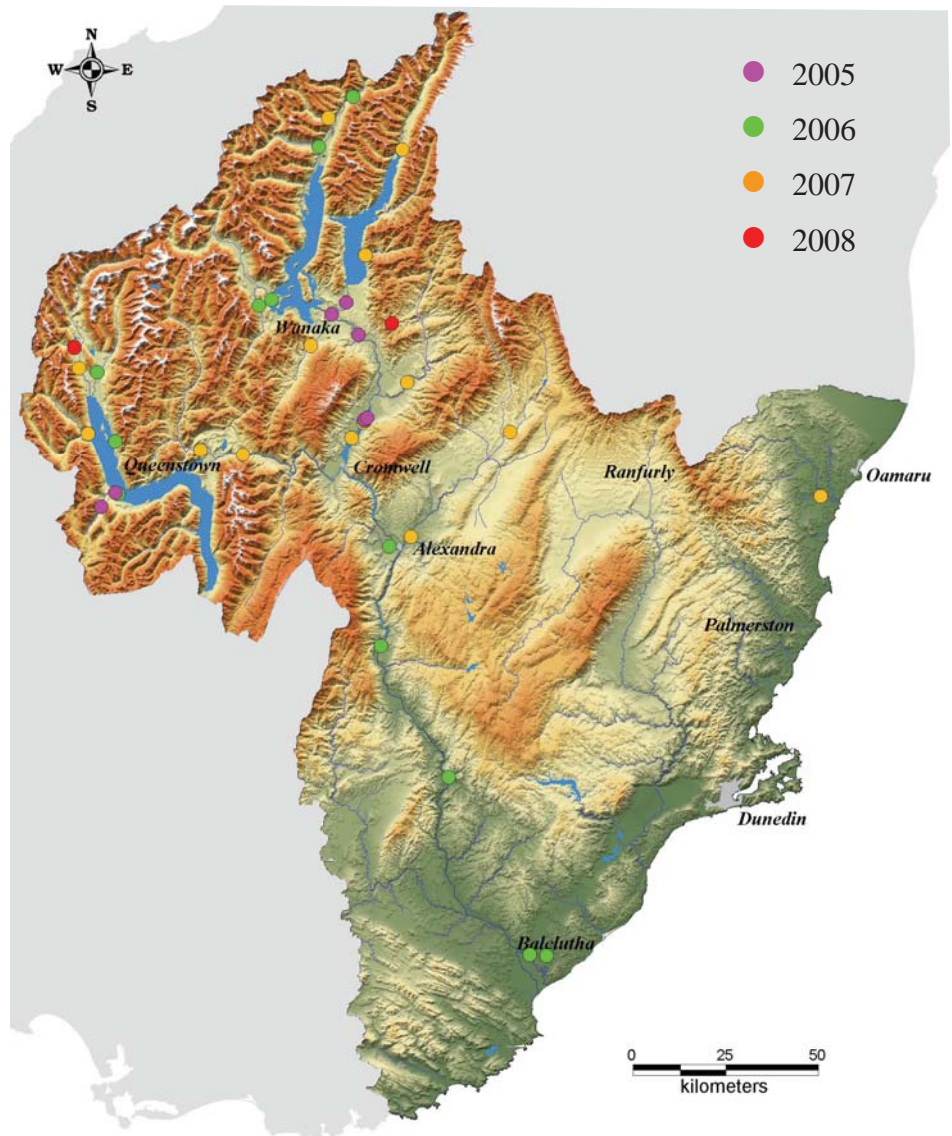 N
W E
S
2005
2006
2007
2008
Wanaka
Queenstown
Cromwell
Ranfurly
Oamaru
Alexandra
Palmerston
Dunedin
Balclutha
0 25 50
kilometers